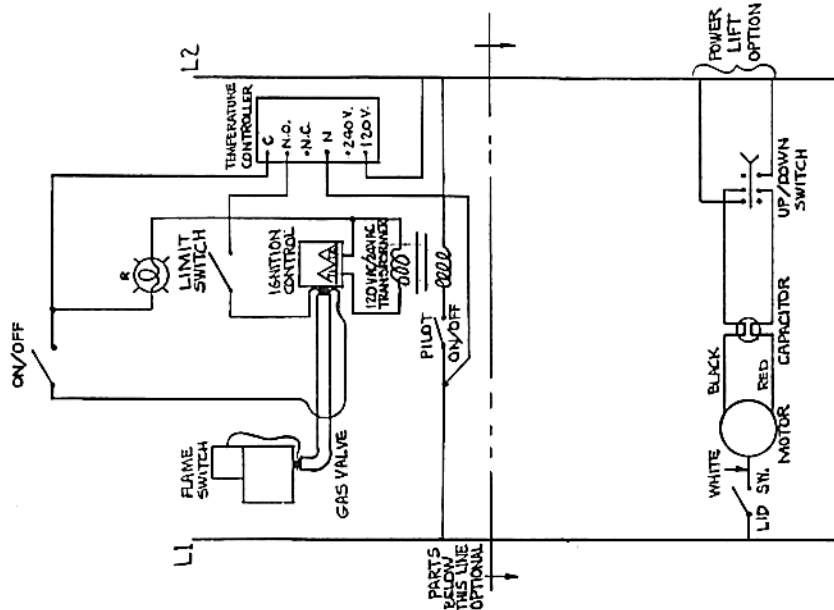 L1
L2
ON/OFF
R
LIMIT
SWITCH
TEMPERATURE
CONTROLLER
C
N.O.
N.C.
N
240 V.
120 V.
FLAME
SWITCH
GAS VALVE
IGNITION
CONTROL
120VAC/24VAC
TRANSFORMER
PILOT
ON/OFF
PARTS
BELOW
THIS LINE
OPTIONAL
WHITE
LID SW.
MOTOR
BLACK
RED
CAPACITOR
UP/DOWN
SWITCH
POWER
LIFT
OPTION